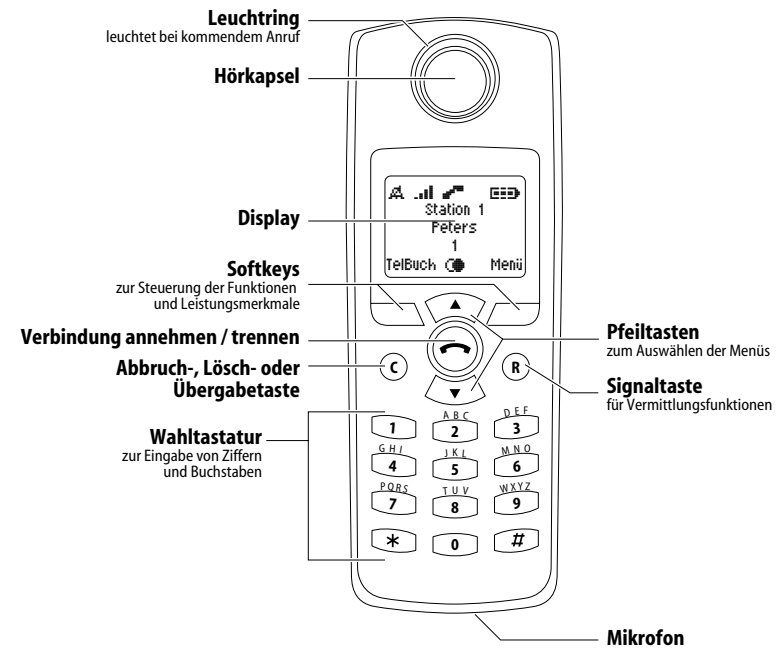 Leuchtring
leuchtet bei kommendem Anruf
Hörkapsel
Display
Station 1
Peters
1
TelBuch
Menü
Softkeys
zur Steuerung der Funktionen
und Leistungsmerkmale
Verbindung annehmen / trennen
Abbruch-, Lösch- oder
Übergabetaste
C
R
Pfeiltasten
zum Auswählen der Menüs
Signaltaste
für Vermittlungsfunktionen
Wahltastatur
zur Eingabe von Ziffern
und Buchstaben
ABC DEF
1 2 3
GHI JKL MNO
4 5 6
PQRS TUV WXYZ
7 8 9
* 0 #
Mikrofon